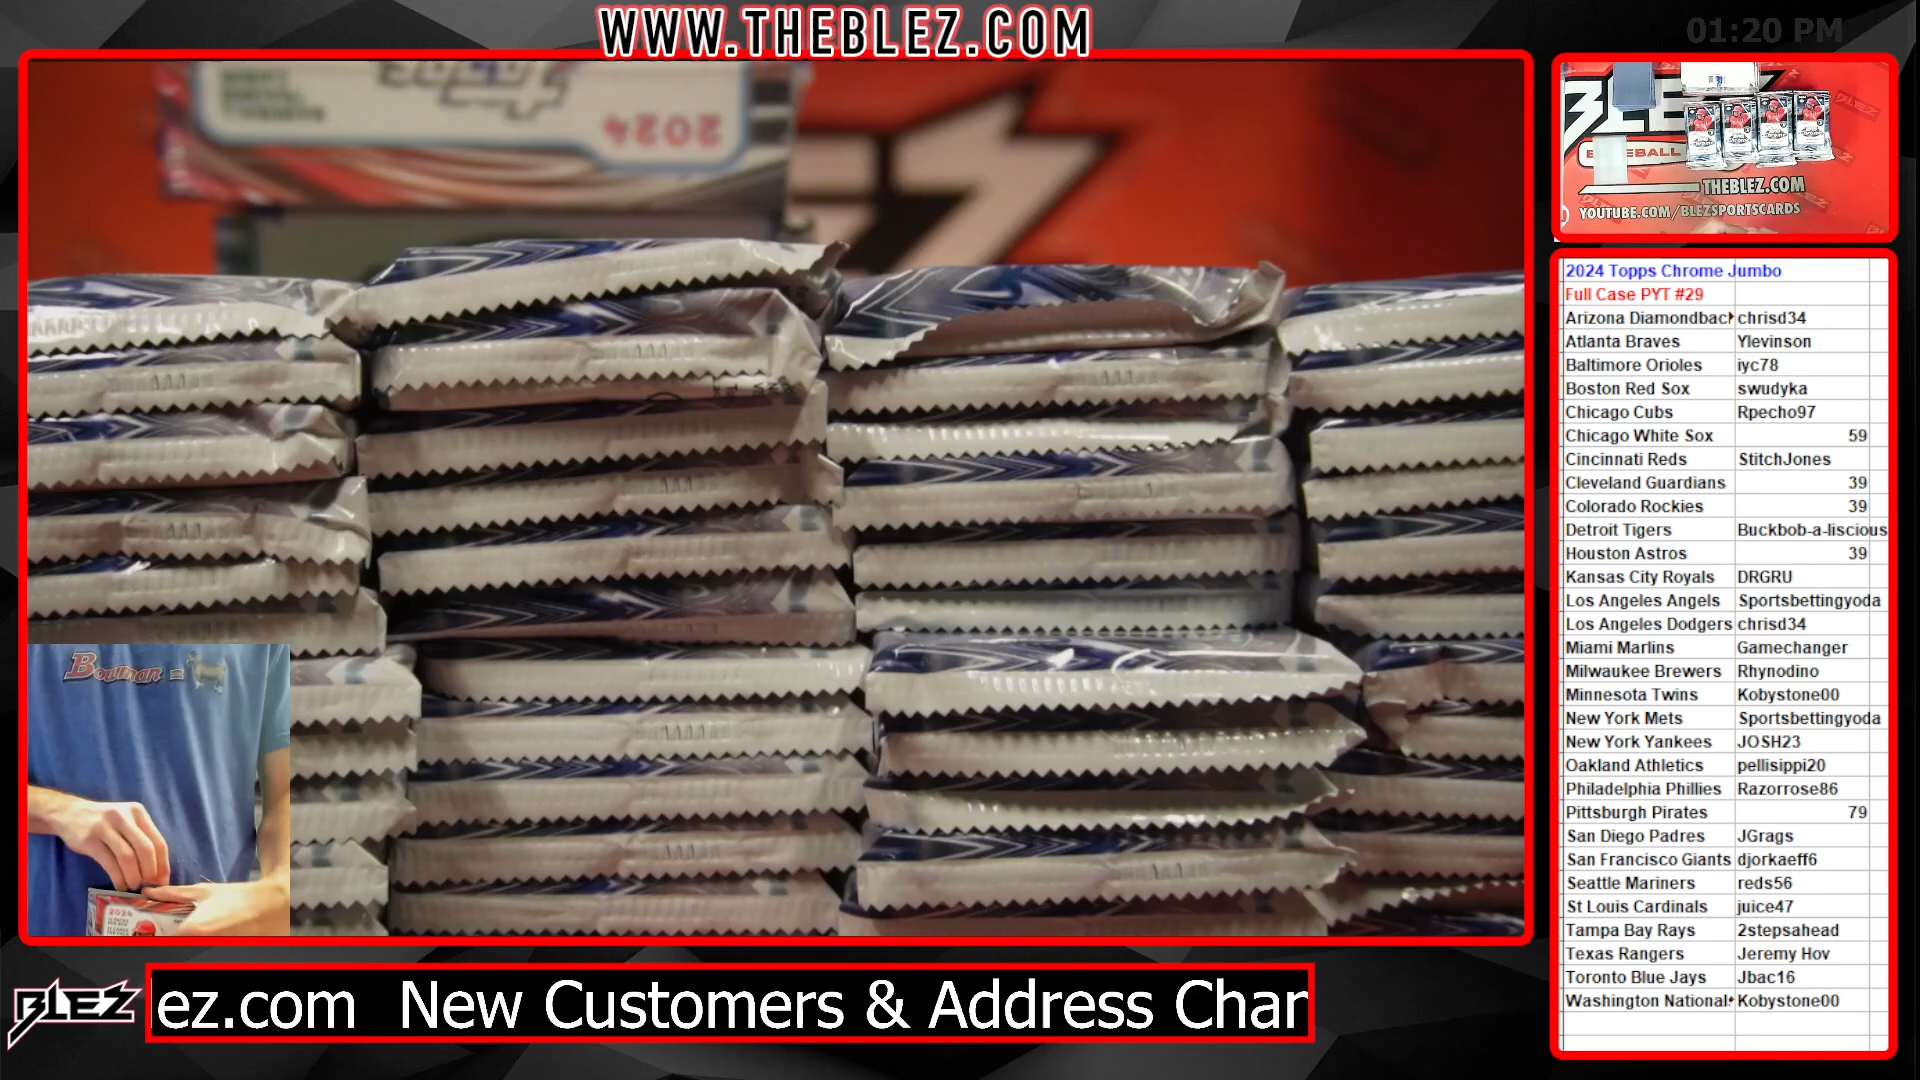 WWW.THEBLEZ.COM
01:20 PM
2024
BLEZ
BASEBALL
THEBLEZ.COM
YOUTUBE.COM/BLEZSPORTSCARDS
2024 Topps Chrome Jumbo
Full Case PYT #29
Arizona Diamondbac chrisd34
Atlanta Braves Ylevinson
Baltimore Orioles iyc78
Boston Red Sox swudyka
Chicago Cubs Rpecho97
Chicago White Sox 59
Cincinnati Reds StitchJones
Cleveland Guardians 39
Colorado Rockies 39
Detroit Tigers Buckbob-a-liscious
Houston Astros 39
Kansas City Royals DRGRU
Los Angeles Angels Sportsbettingyoda
Los Angeles Dodgers chrisd34
Miami Marlins Gamechanger
Milwaukee Brewers Rhynodino
Minnesota Twins Kobystone00
New York Mets Sportsbettingyoda
New York Yankees JOSH23
Oakland Athletics pellisippi20
Philadelphia Phillies Razorrose86
Pittsburgh Pirates 79
San Diego Padres JGrags
San Francisco Giants djorkaeff6
Seattle Mariners reds56
St Louis Cardinals juice47
Tampa Bay Rays 2stepsahead
Texas Rangers Jeremy Hov
Toronto Blue Jays Jbac16
Washington National Kobystone00
Bowman =
2024
BLEZ
ez.com New Customers & Address Char